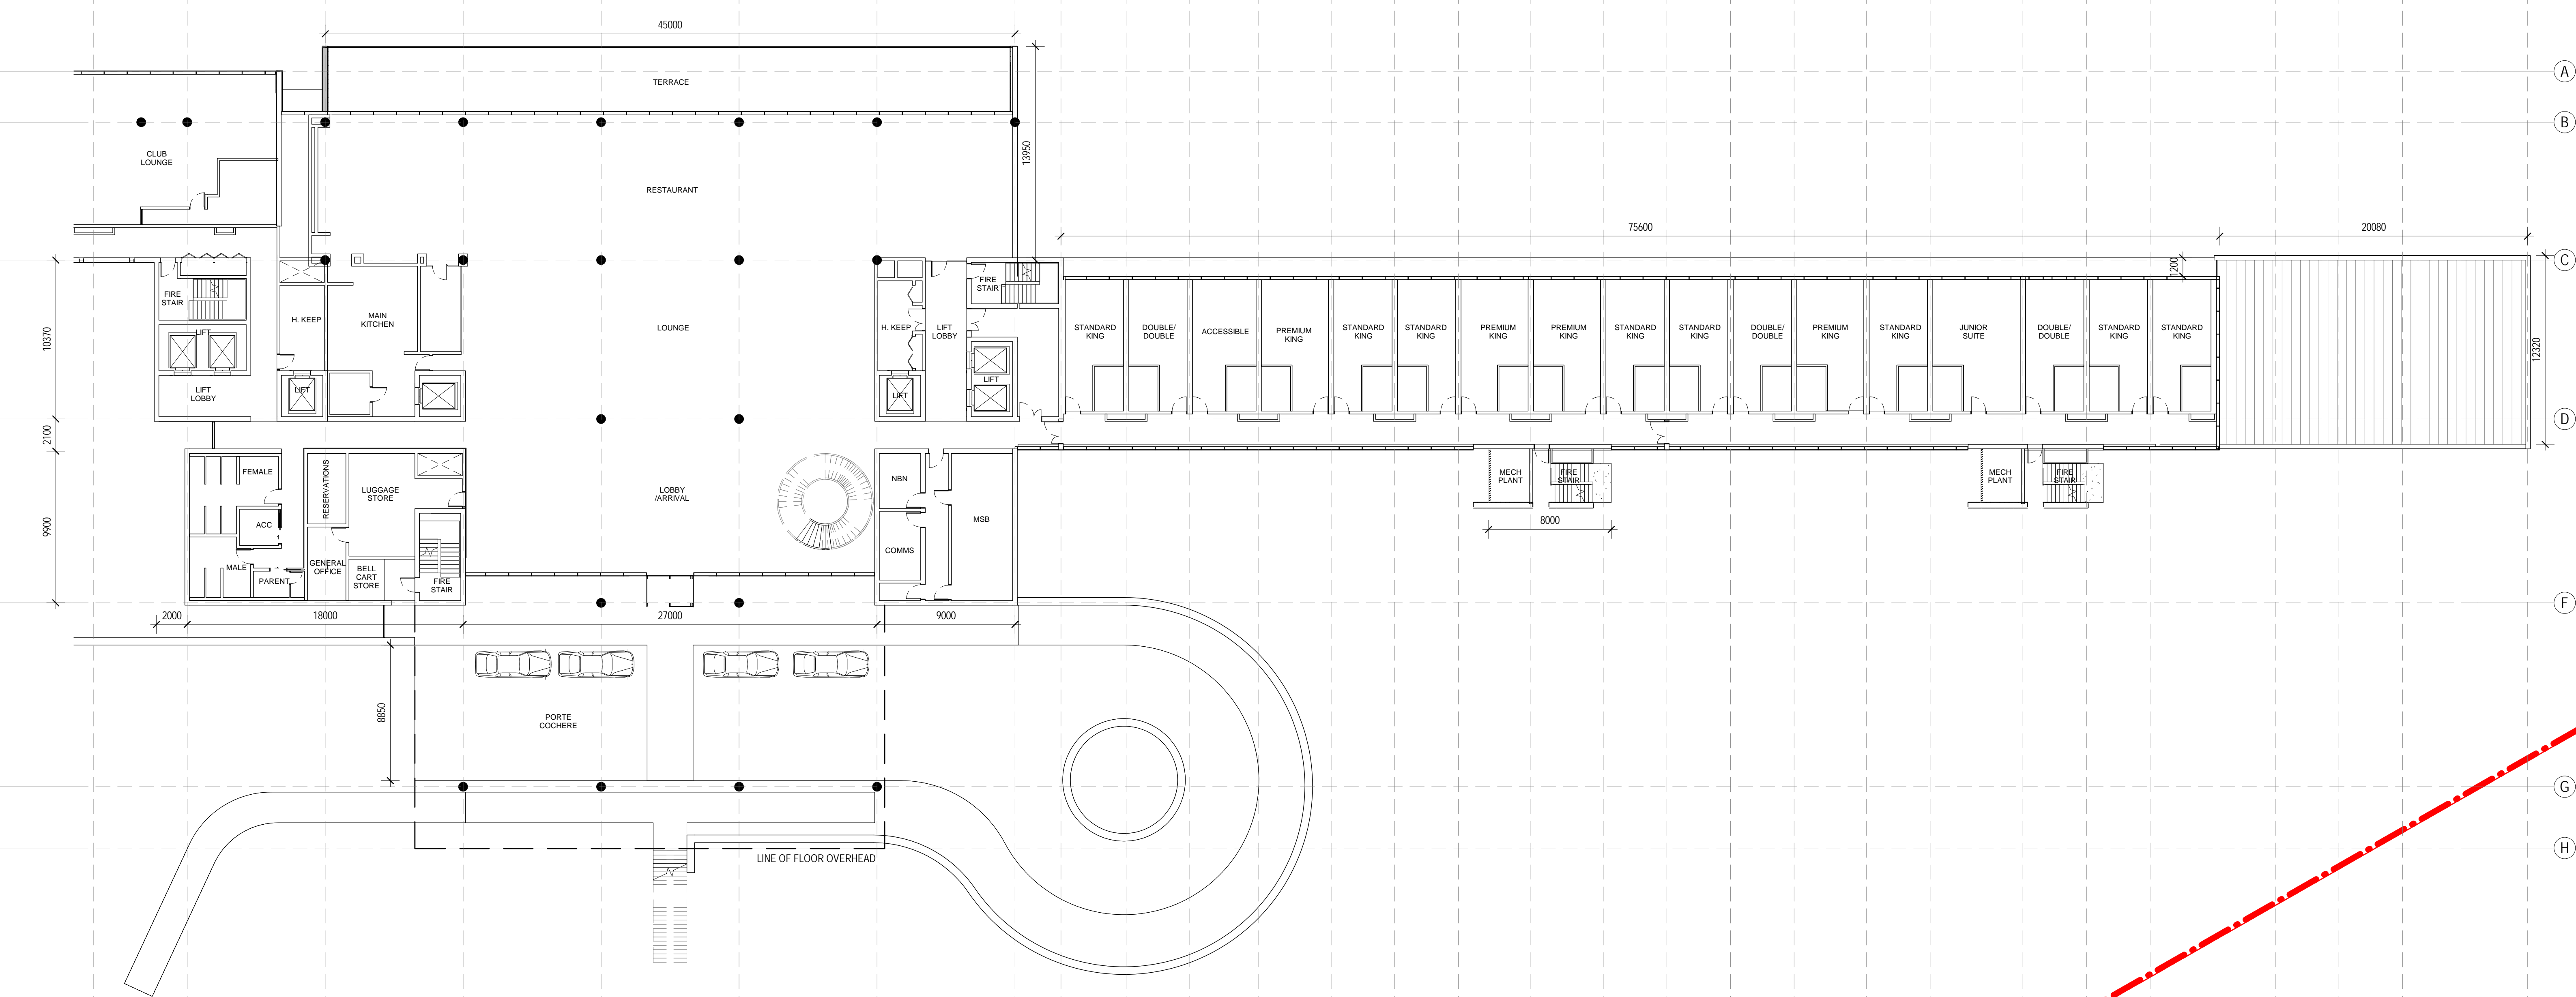 45000
TERRACE
A
B
CLUB
LOUNGE
13950
RESTAURANT
75600
20080
C
1200
FIRE
STAIR
FIRE
STAIR
H. KEEP
MAIN
KITCHEN
LOUNGE
H. KEEP
LIFT
LOBBY
STANDARD
KING
DOUBLE/
DOUBLE
ACCESSIBLE
PREMIUM
KING
STANDARD
KING
STANDARD
KING
PREMIUM
KING
PREMIUM
KING
STANDARD
KING
STANDARD
KING
DOUBLE/
DOUBLE
PREMIUM
KING
STANDARD
KING
JUNIOR
SUITE
DOUBLE/
DOUBLE
STANDARD
KING
STANDARD
KING
10370
LIFT
12320
LIFT
LOBBY
LIFT
LIFT
LIFT
D
2100
FEMALE
RESERVATIONS
LUGGAGE
STORE
LOBBY
/ARRIVAL
NBN
MECH
PLANT
FIRE
STAIR
MECH
PLANT
FIRE
STAIR
9900
ACC
MSB
8000
COMMS
MALE
PARENT
GENERAL
OFFICE
BELL
CART
STORE
FIRE
STAIR
F
2000
18000
27000
9000
8850
PORTE
COCHERE
G
H
LINE OF FLOOR OVERHEAD